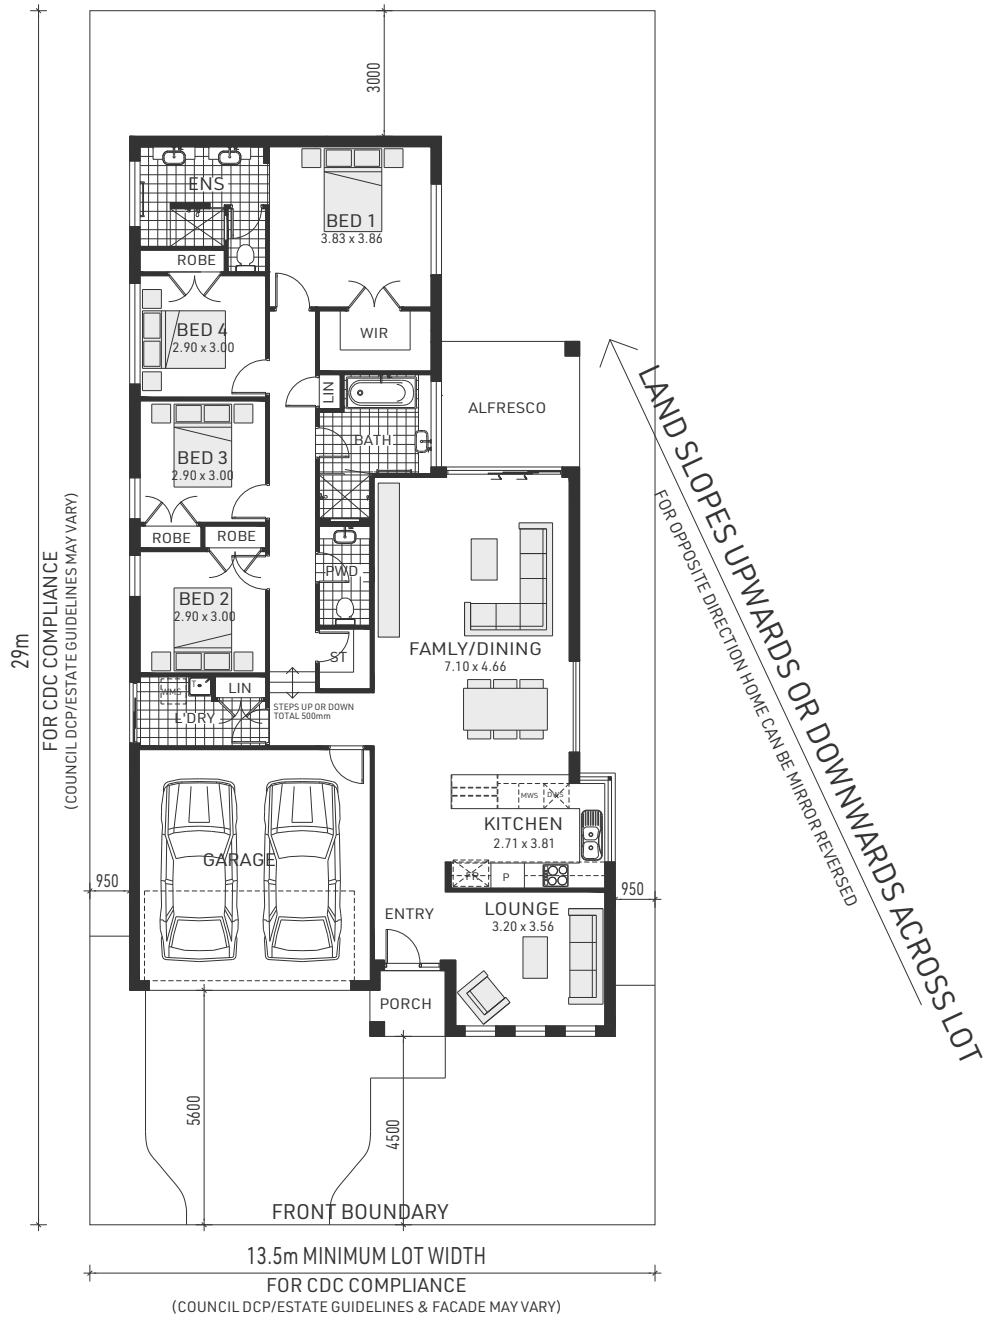 3000
ENS
BED 1
3.83 x 3.86
ROBE
BED 4
2.90 x 3.00
WIR
LIN
ALFRESCO
BATH
BED 3
2.90 x 3.00
ROBE
ROBE
PWD
BED 2
2.90 x 3.00
FAMLY/DINING
7.10 x 4.66
ST
LIN
WMS
T
L'DRY
STEPS UP OR DOWN
TOTAL 500mm
MWS
DWS
KITCHEN
2.71 x 3.81
GARAGE
FR
P
950
950
ENTRY
LOUNGE
3.20 x 3.56
PORCH
5600
4500
29m
FOR CDC COMPLIANCE
(COUNCIL DCP/ESTATE GUIDELINES MAY VARY)
LAND SLOPES UPWARDS OR DOWNWARDS ACROSS LOT
FOR OPPOSITE DIRECTION HOME CAN BE MIRROR REVERSED
FRONT BOUNDARY
13.5m MINIMUM LOT WIDTH
FOR CDC COMPLIANCE
(COUNCIL DCP/ESTATE GUIDELINES & FACADE MAY VARY)